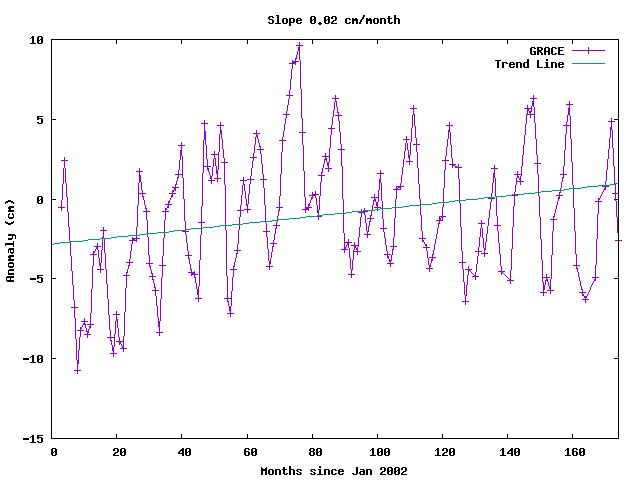 Slope 0.02 cm/month
GRACE
Trend Line
10
5
0
-5
-10
-15
Anomaly (cm)
0 20 40 60 80 100 120 140 160
Months since Jan 2002